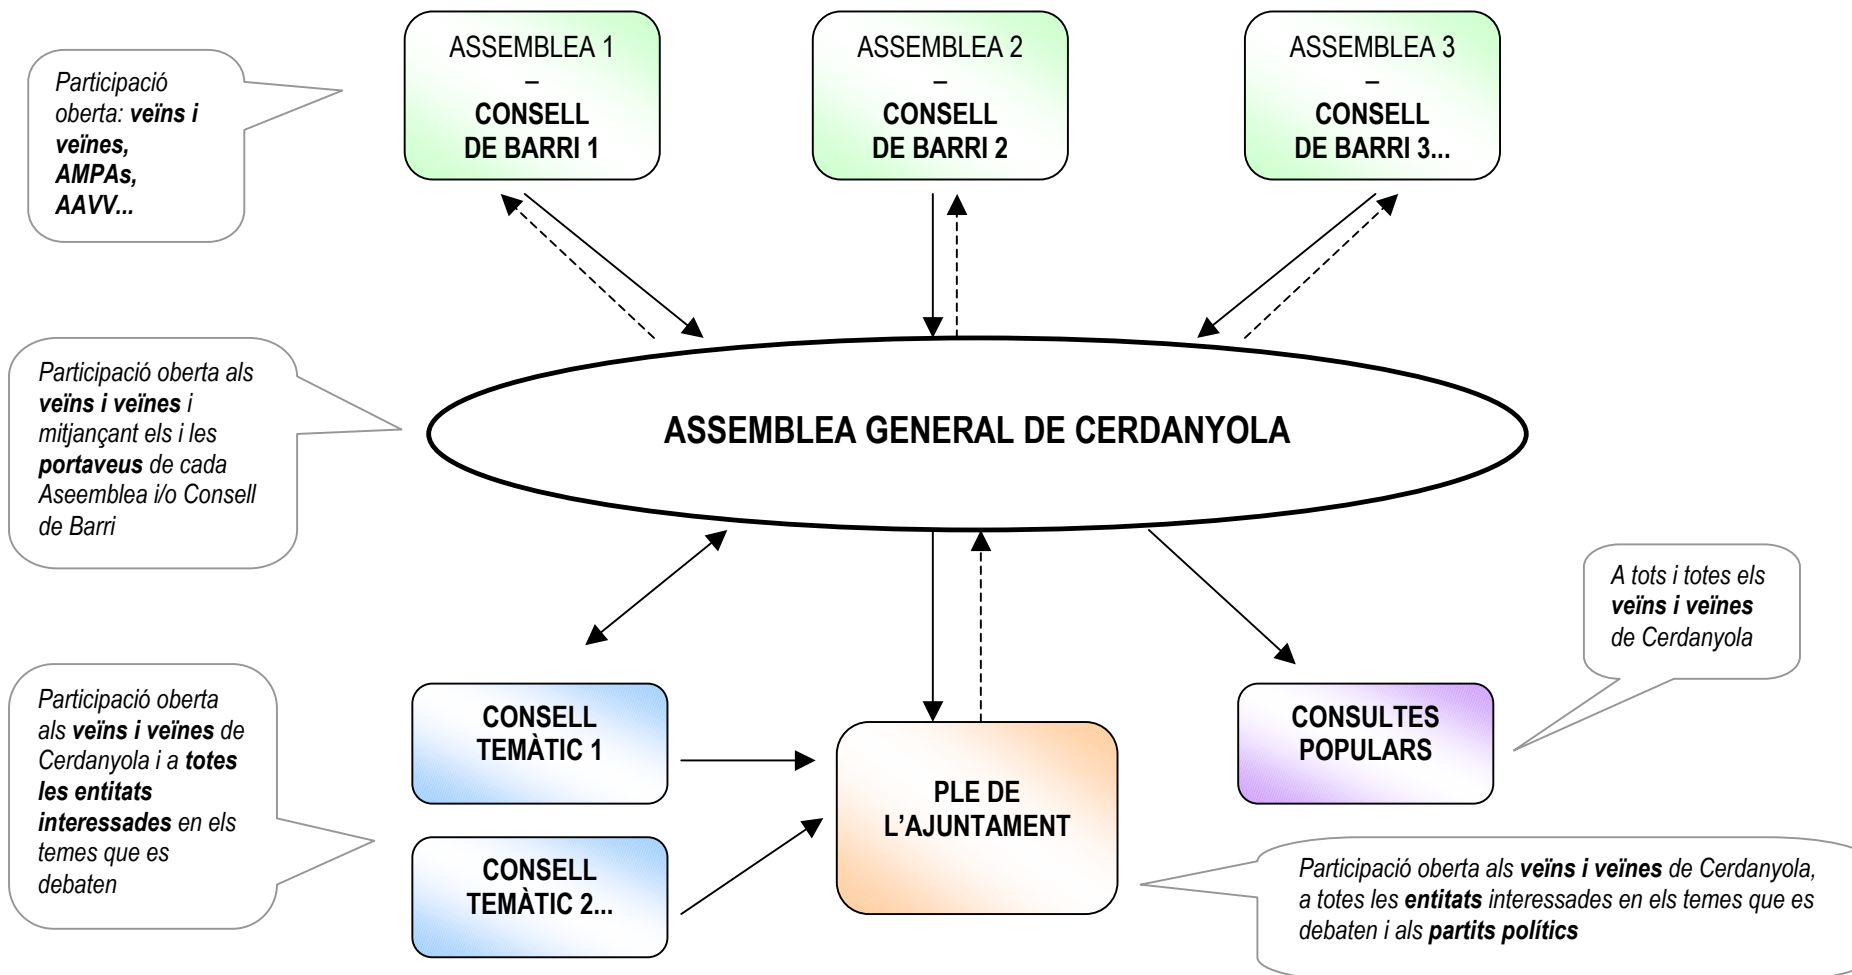 ASSEMBLEA 1
–
CONSELL
DE BARRI 1
ASSEMBLEA 2
–
CONSELL
DE BARRI 2
ASSEMBLEA 3
–
CONSELL
DE BARRI 3...
Participació
oberta: veïns i
veïnes,
AMPAs,
AAVV...
Participació oberta als
veïns i veïnes i
mitjançant els i les
portaveus de cada
Aseemblea i/o Consell
de Barri
ASSEMBLEA GENERAL DE CERDANYOLA
A tots i totes els
veïns i veïnes
de Cerdanyola
Participació oberta
als veïns i veïnes de
Cerdanyola i a totes
les entitats
interessades en els
temes que es
debaten
CONSELL
TEMÀTIC 1
CONSELL
TEMÀTIC 2...
PLE DE
L'AJUNTAMENT
CONSULTES
POPULARS
Participació oberta als veïns i veïnes de Cerdanyola,
a totes les entitats interessades en els temes que es
debaten i als partits polítics